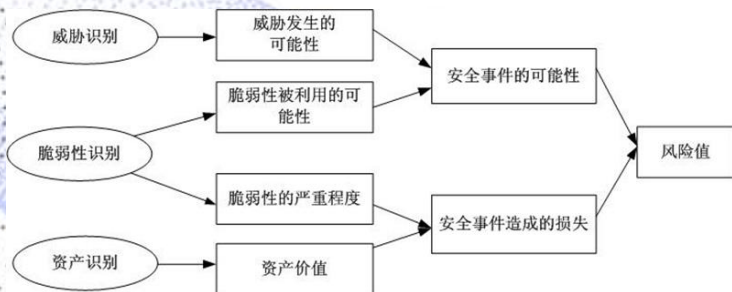 威胁识别
威胁发生的
可能性
脆弱性被利用的可
能性
安全事件的可能性
脆弱性识别
风险值
脆弱性的严重程度
安全事件造成的损失
资产识别
资产价值